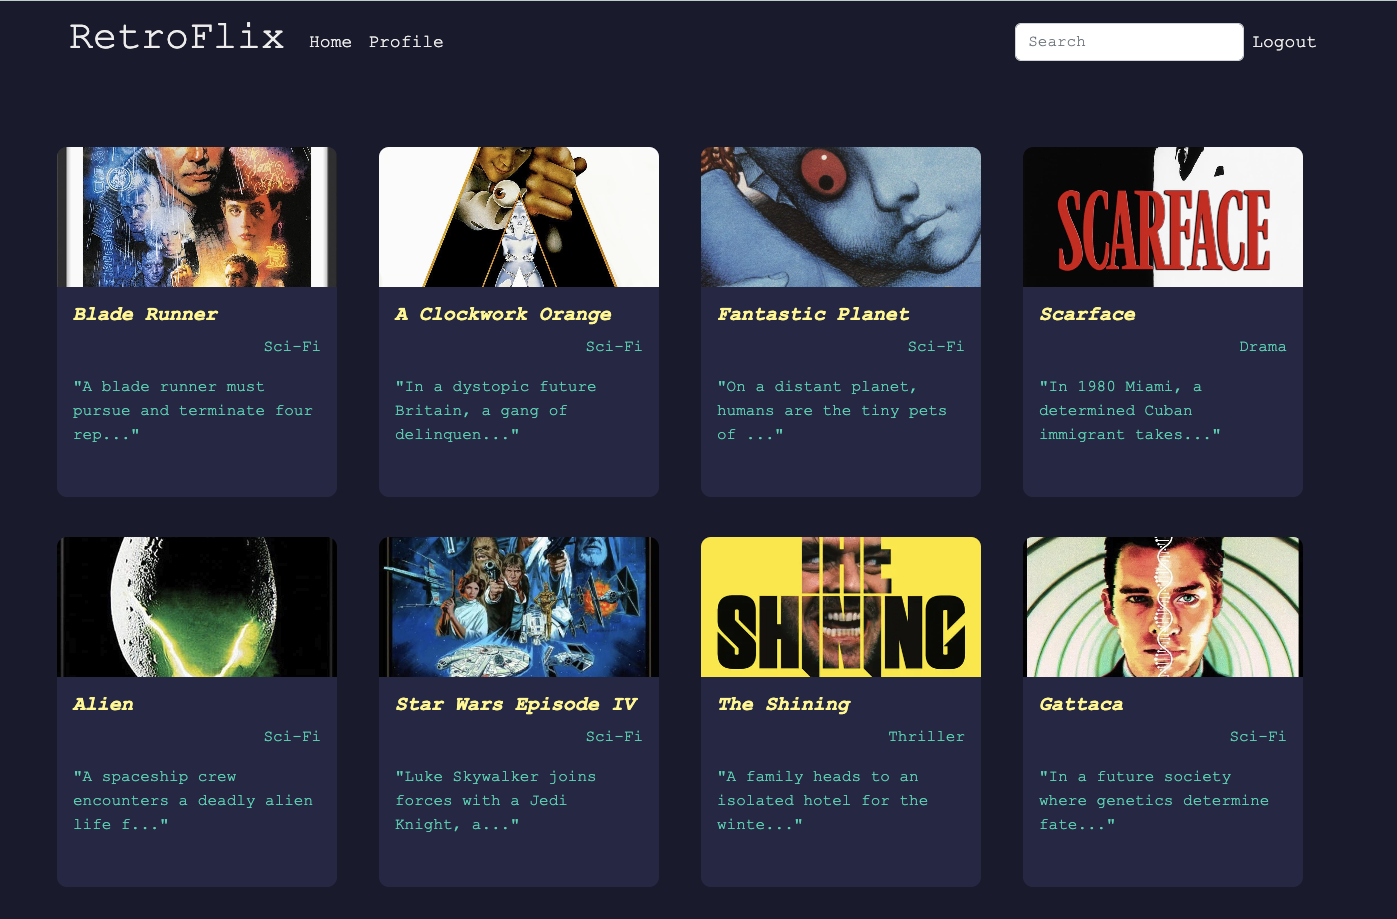 RetroFlix Home Profile Search Logout
SCARFACE
Blade Runner
Sci-Fi
"A blade runner must
pursue and terminate four
rep..."
A Clockwork Orange
Sci-Fi
"In a dystopic future
Britain, a gang of
delinquen..."
Fantastic Planet
Sci-Fi
"On a distant planet,
humans are the tiny pets
of ..."
Scarface
Drama
"In 1980 Miami, a
determined Cuban
immigrant takes..."
THE
SHINING
Alien
Sci-Fi
"A spaceship crew
encounters a deadly alien
life f..."
Star Wars Episode IV
Sci-Fi
"Luke Skywalker joins
forces with a Jedi
Knight, a..."
The Shining
Thriller
"A family heads to an
isolated hotel for the
winte..."
Gattaca
Sci-Fi
"In a future society
where genetics determine
fate..."